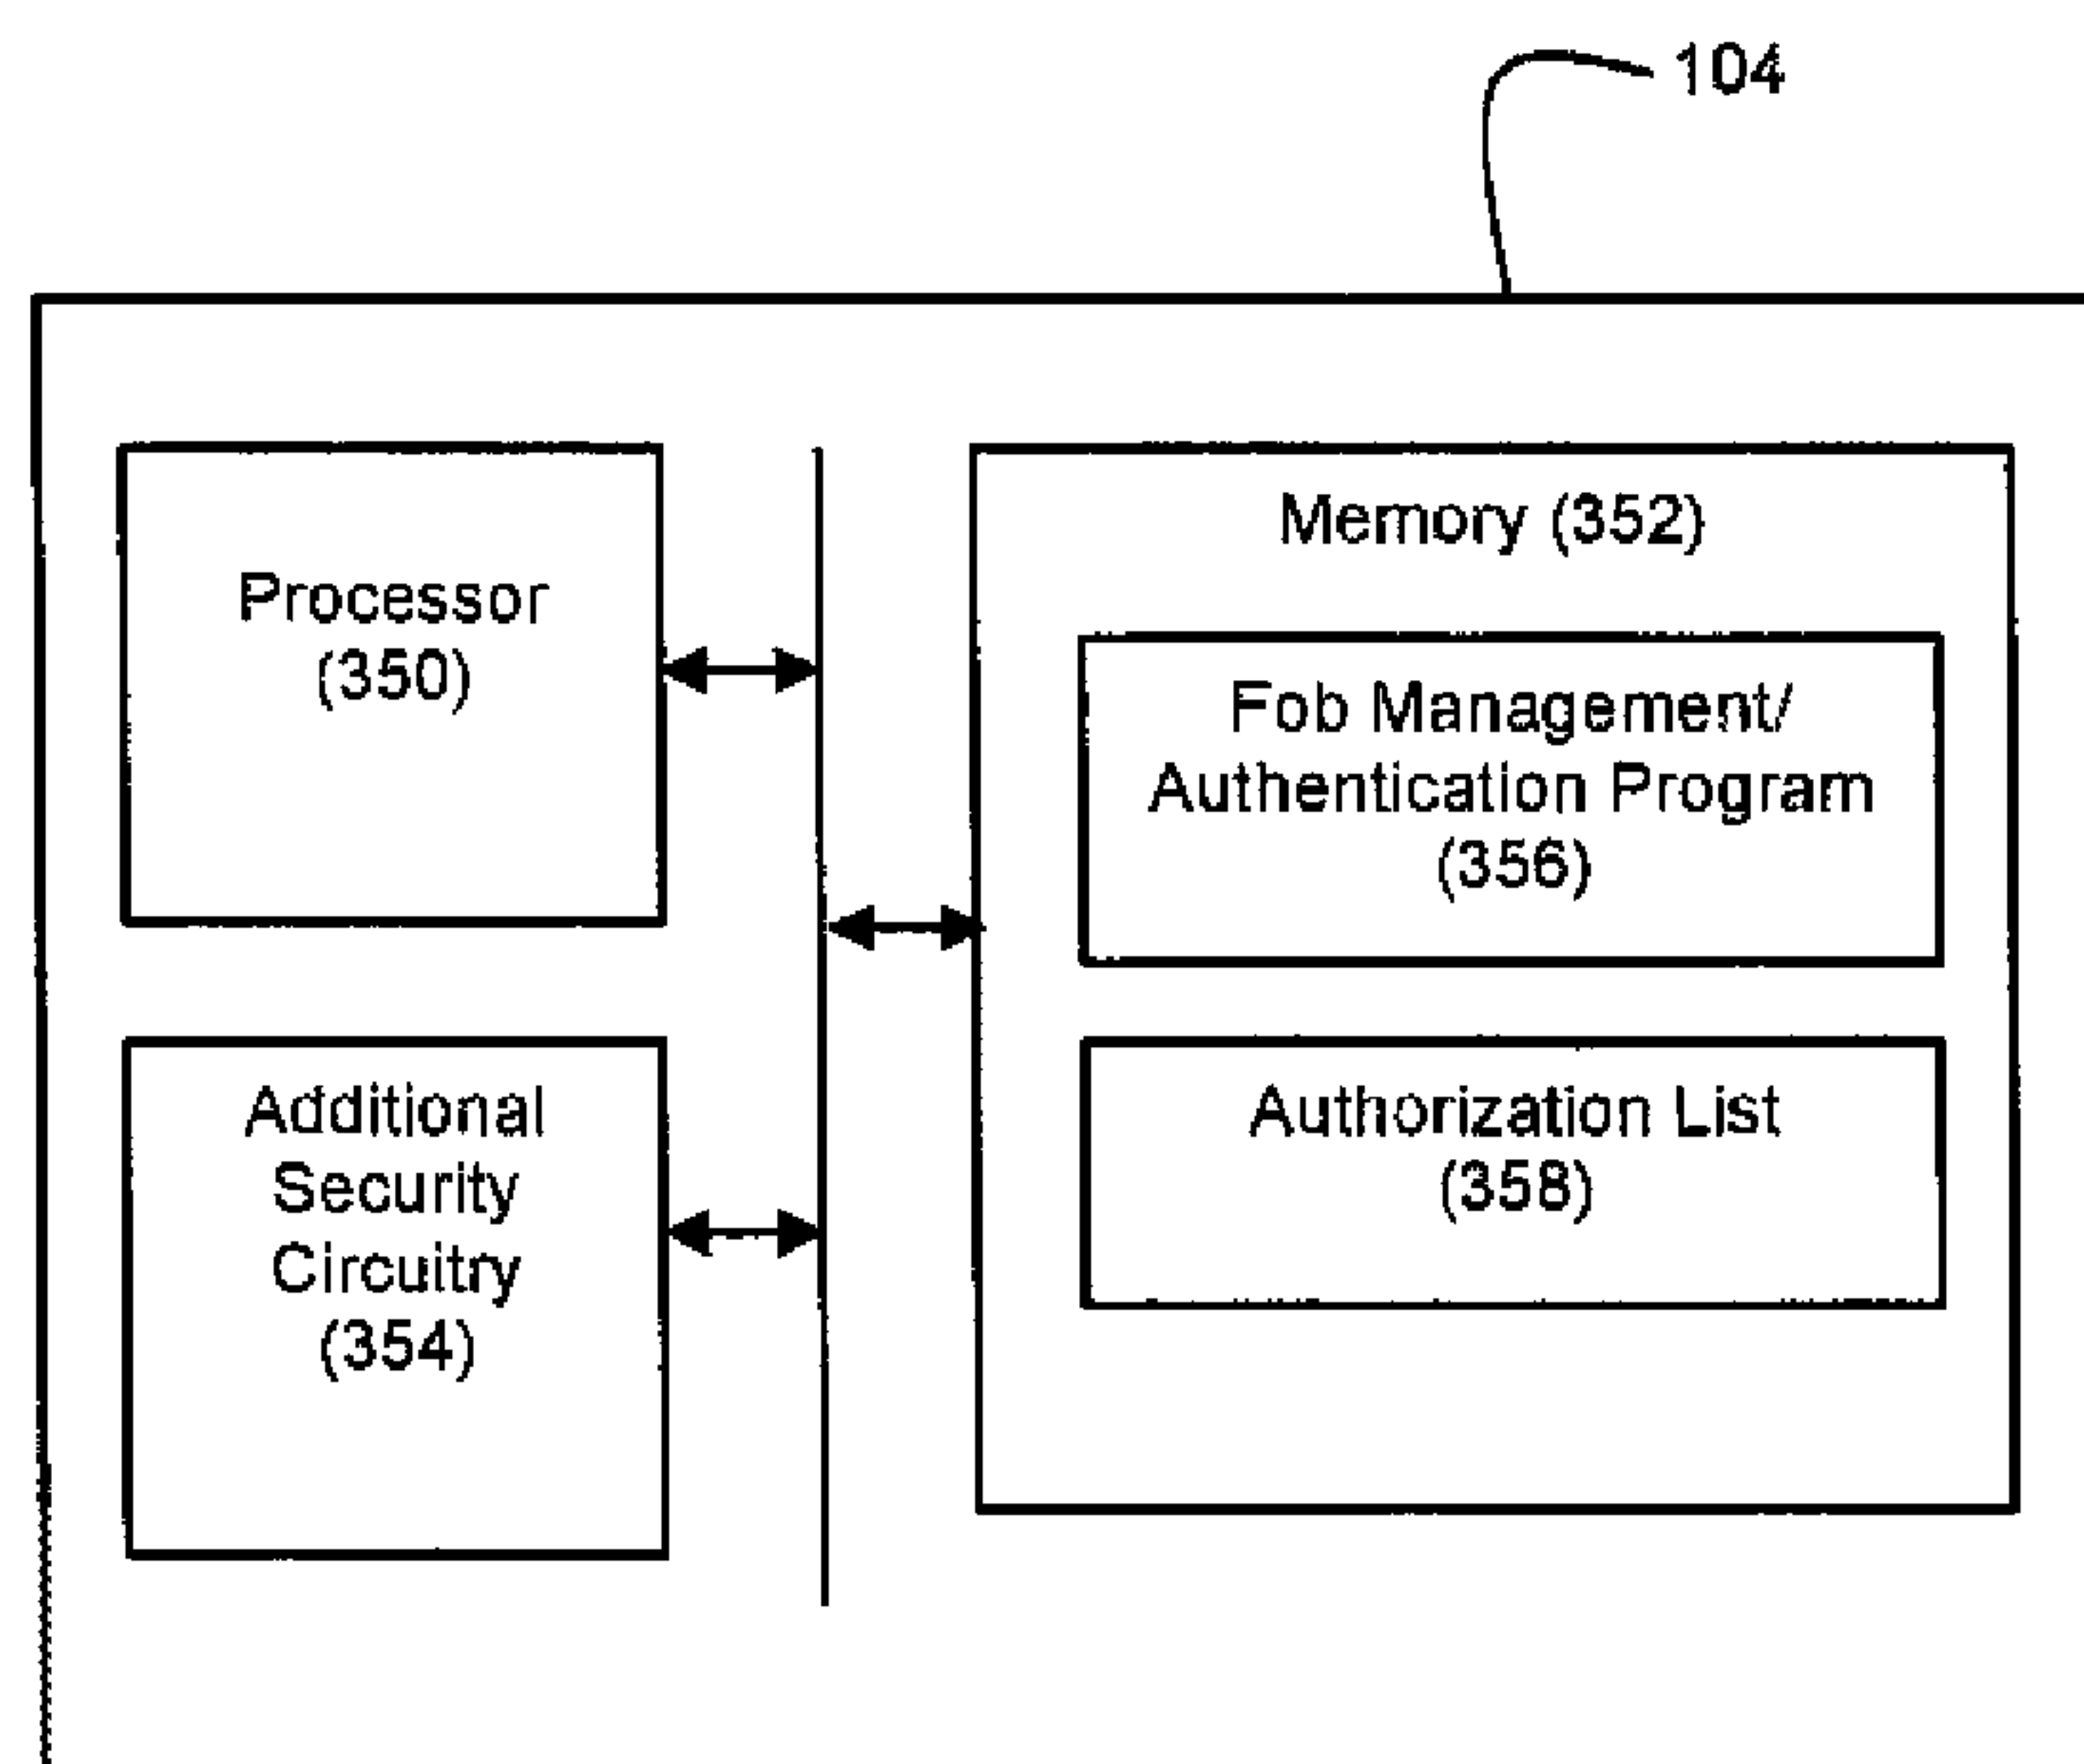 104
Processor
(350)
Memory (352)
Fob Management/
Authentication Program
(356)
Additional
Security
Circuitry
(354)
Authorization List
(358)